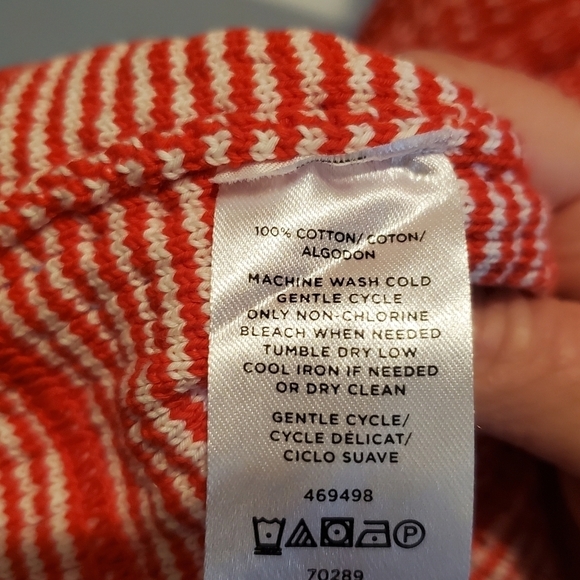 100% COTTON/ COTON/
ALGODON
MACHINE WASH COLD
GENTLE CYCLE
ONLY NON-CHLORINE
BLEACH WHEN NEEDED
TUMBLE DRY LOW
COOL IRON IF NEEDED
OR DRY CLEAN
GENTLE CYCLE/
CYCLE DÉLICAT/
CICLO SUAVE
469498
P
70289